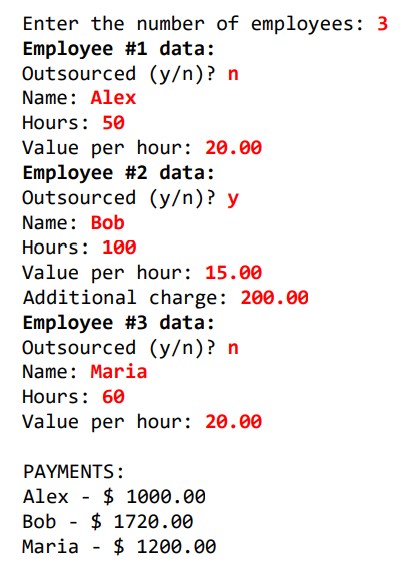 Enter the number of employees: 3
Employee #1 data:
Outsourced (y/n)? n
Name: Alex
Hours: 50
Value per hour: 20.00
Employee #2 data:
Outsourced (y/n)? y
Name: Bob
Hours: 100
Value per hour: 15.00
Additional charge: 200.00
Employee #3 data:
Outsourced (y/n)? n
Name: Maria
Hours: 60
Value per hour: 20.00

PAYMENTS:
Alex - $ 1000.00
Bob - $ 1720.00
Maria - $ 1200.00